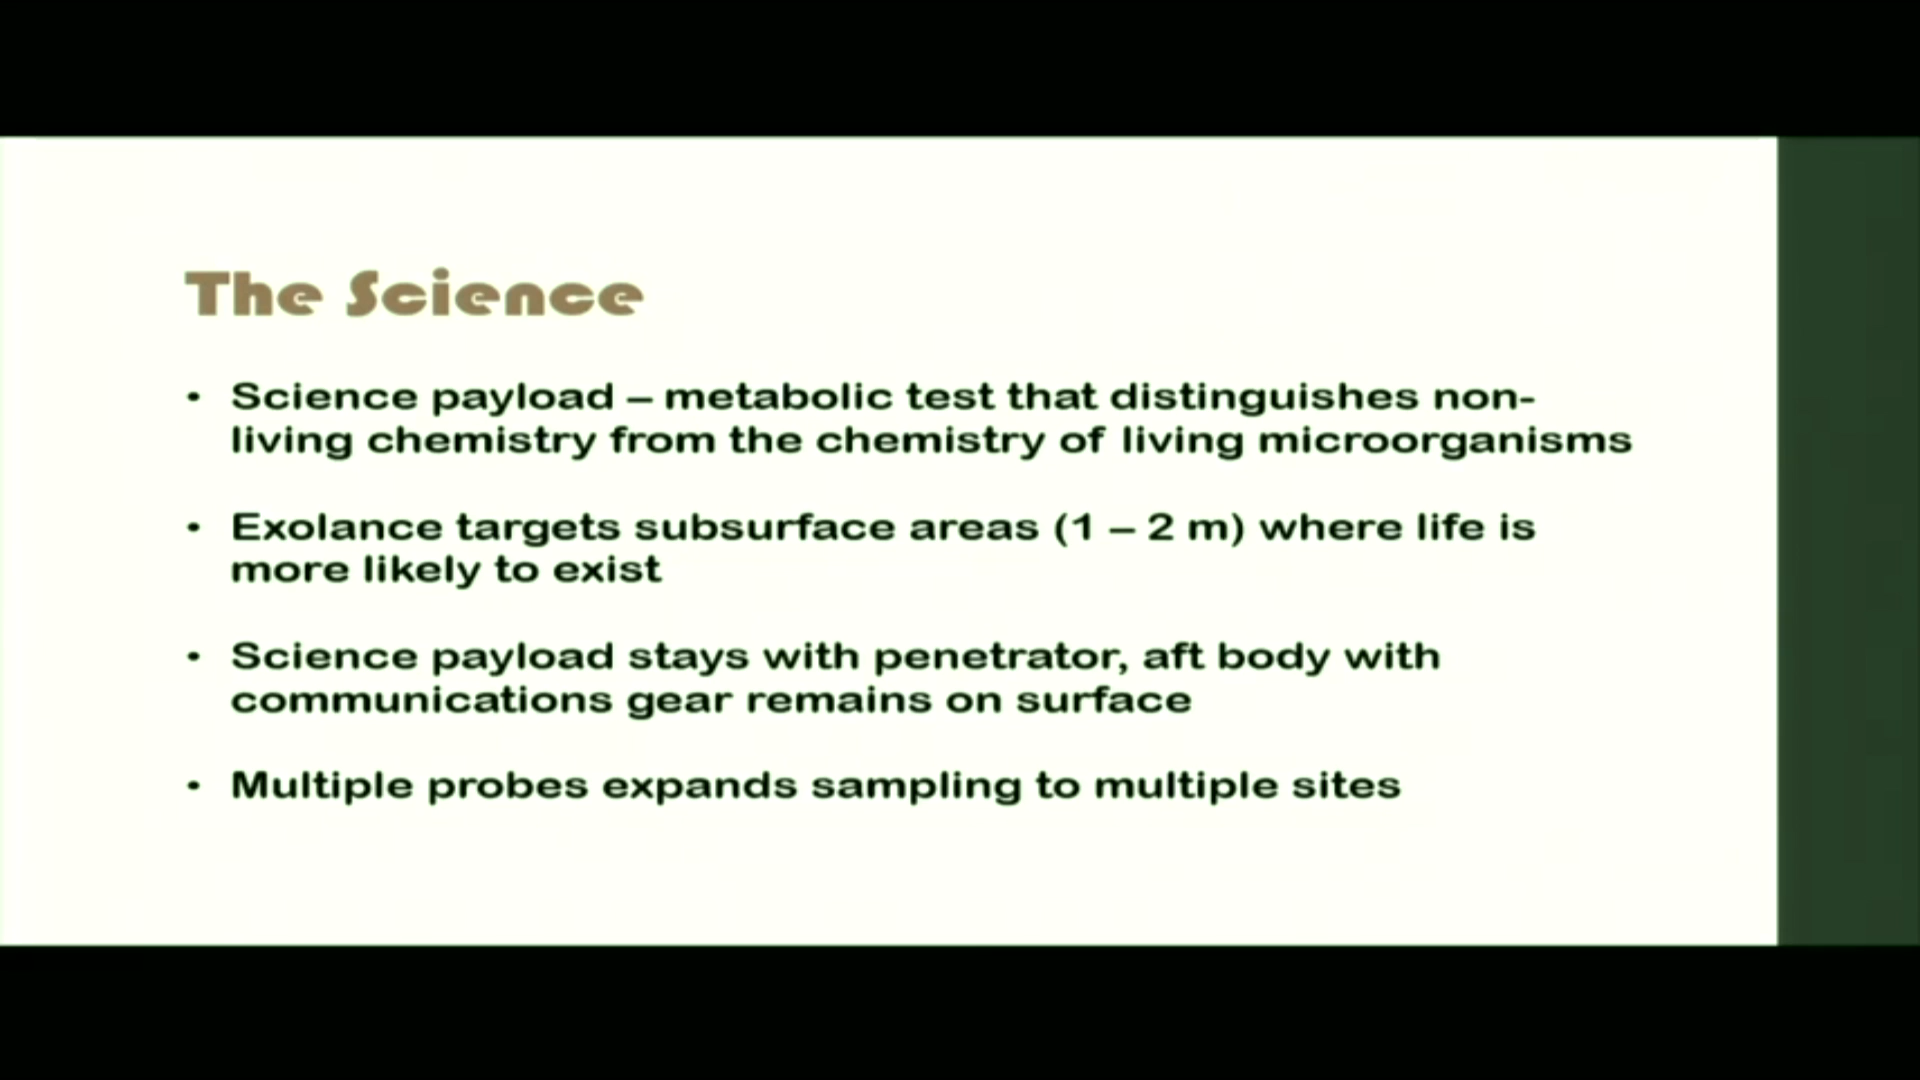 The Science
• Science payload – metabolic test that distinguishes non-
living chemistry from the chemistry of living microorganisms
• Exolance targets subsurface areas (1 – 2 m) where life is
more likely to exist
• Science payload stays with penetrator, aft body with
communications gear remains on surface
• Multiple probes expands sampling to multiple sites